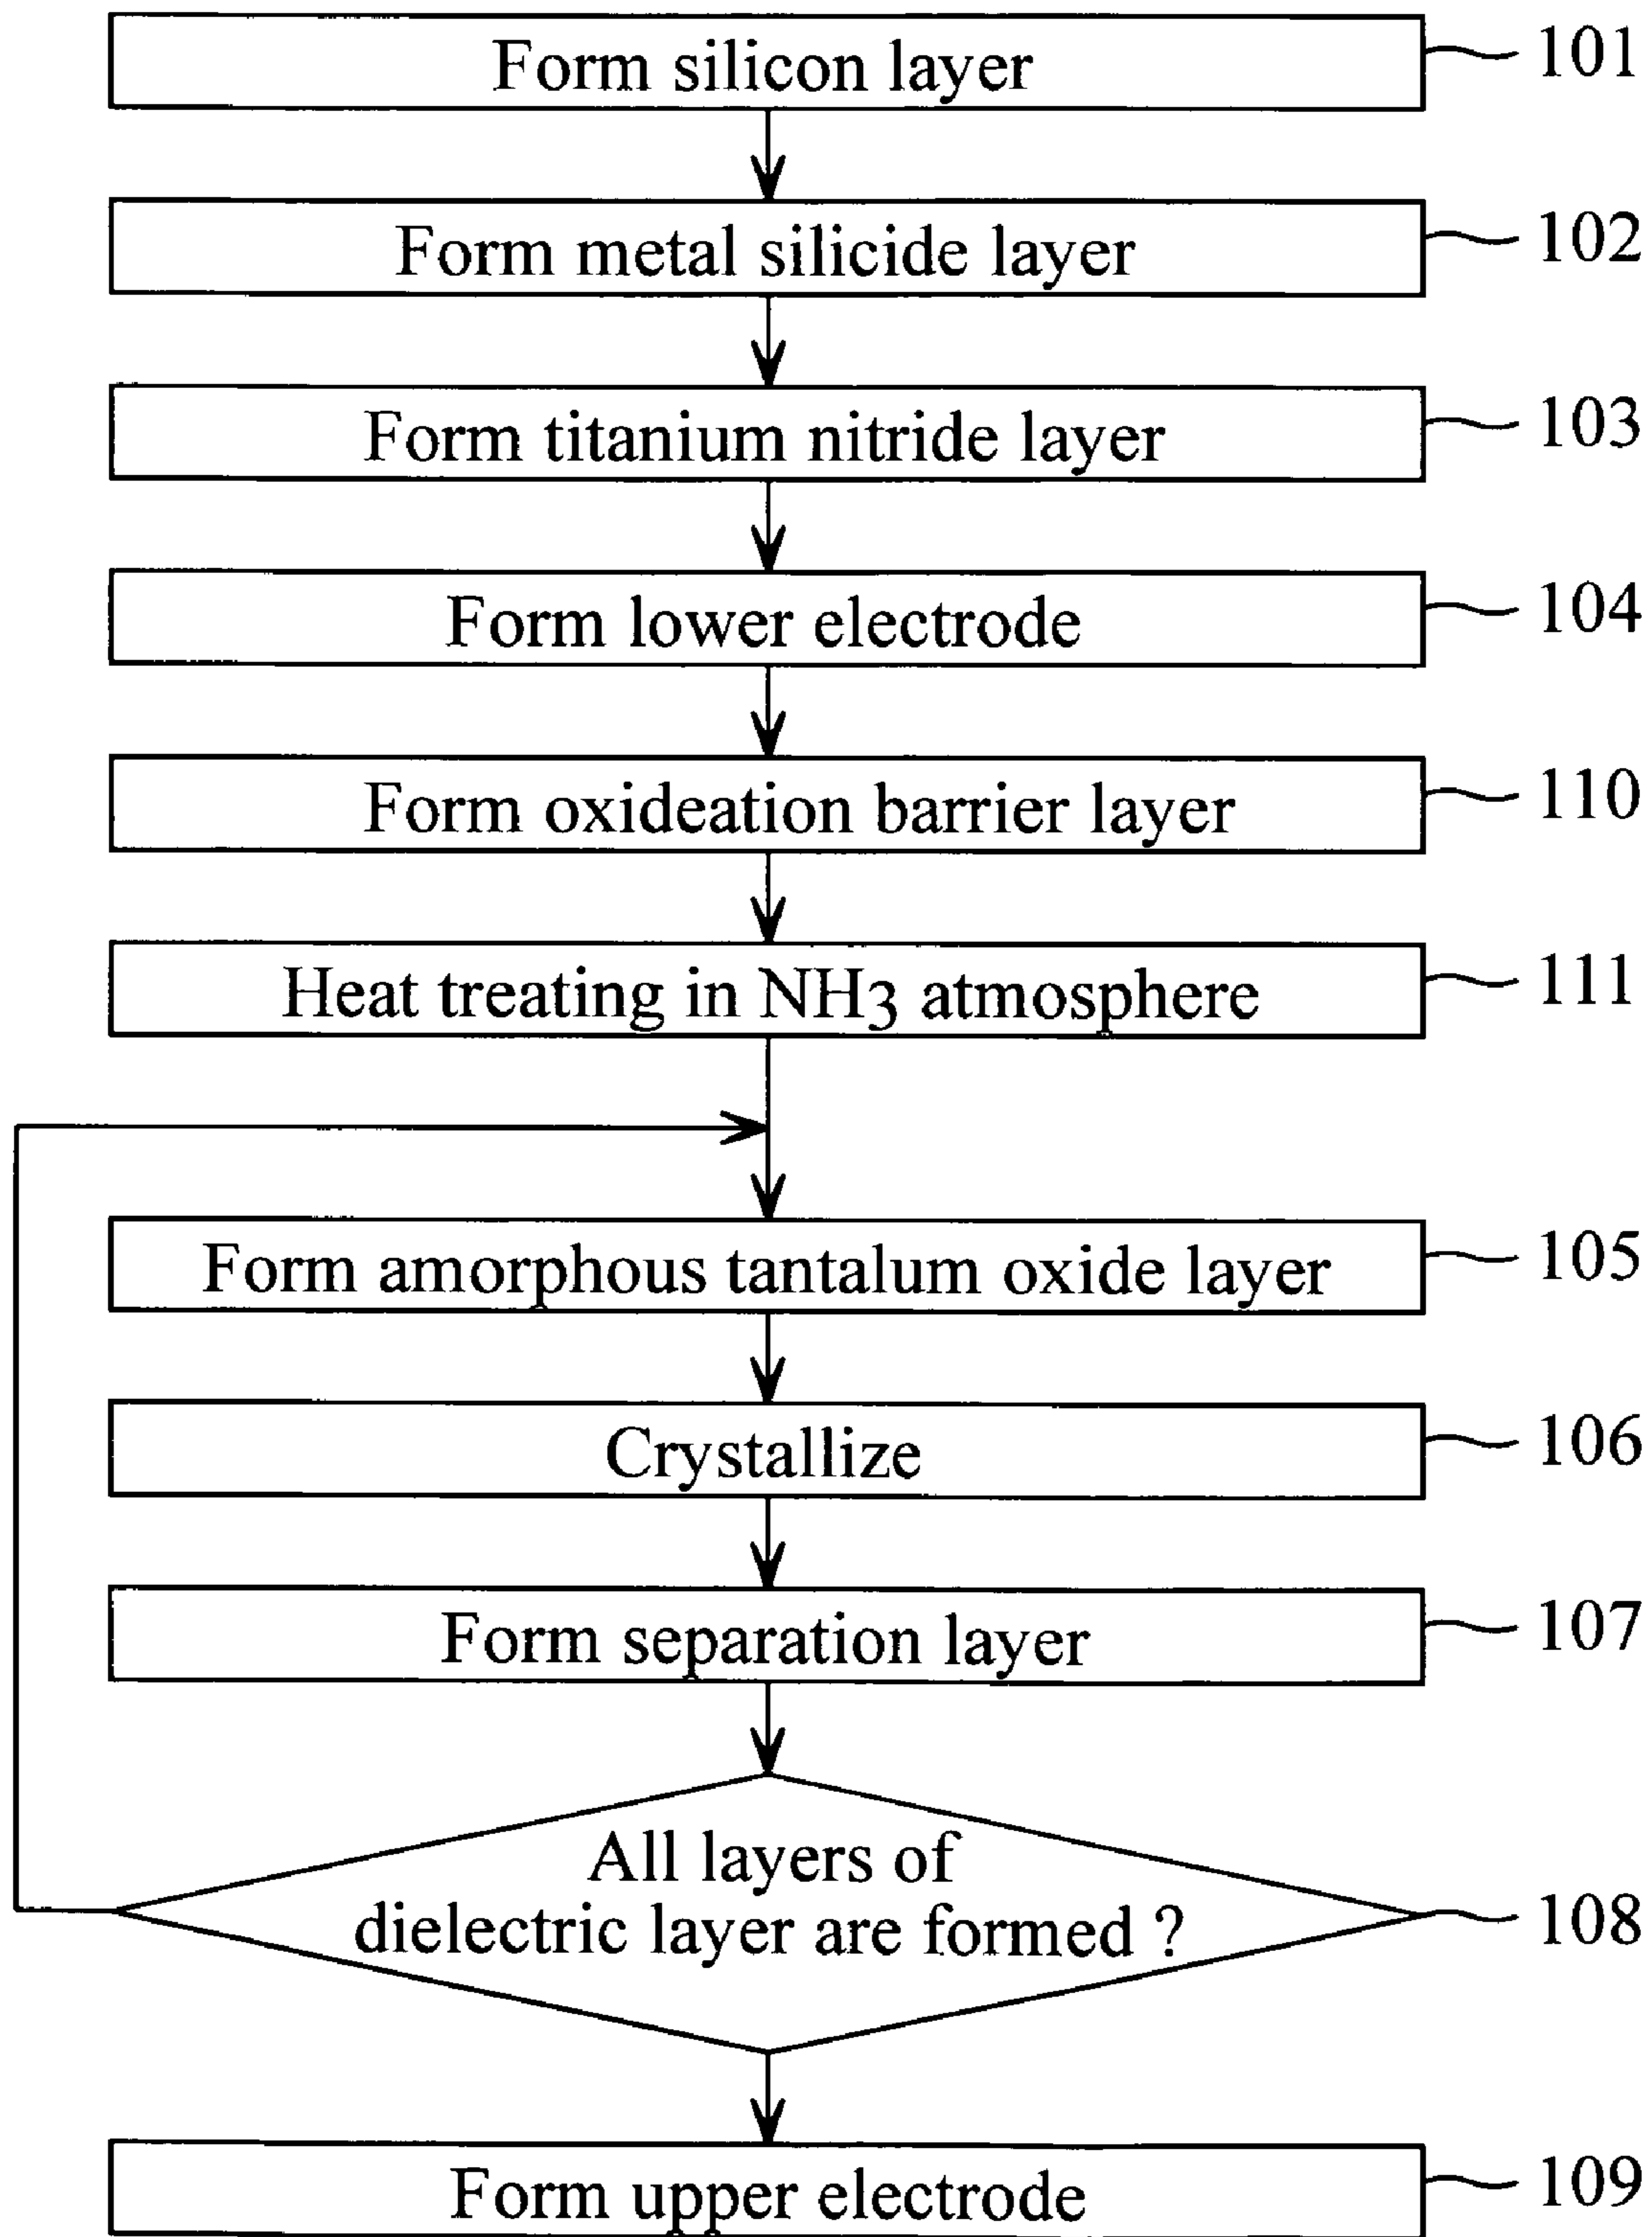 Form silicon layer
101
Form metal silicide layer
102
Form titanium nitride layer
103
Form lower electrode
104
Form oxideation barrier layer
110
Heat treating in NH3 atmosphere
111
Form amorphous tantalum oxide layer
105
Crystallize
106
Form separation layer
107
All layers of
dielectric layer are formed ?
108
Form upper electrode
109